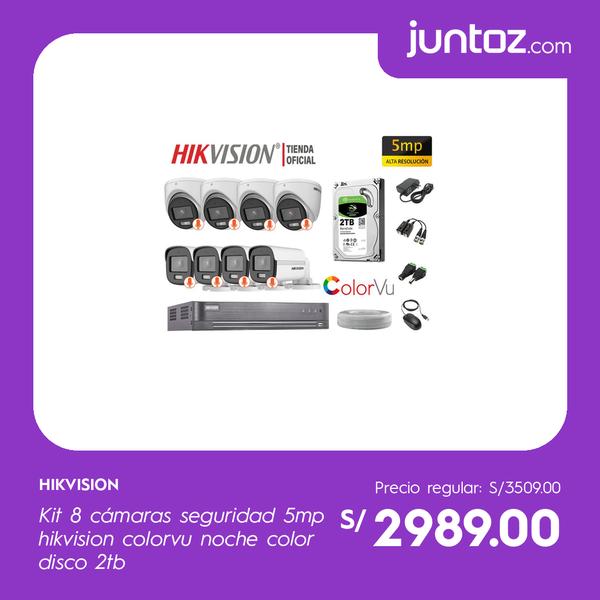 juntoz.com
HIKVISION® TIENDA OFICIAL
5mp
ALTA RESOLUCIÓN
2TB
HIKVISION
ColorVu
HIKVISION
Kit 8 cámaras seguridad 5mp
hikvision colorvu noche color
disco 2tb
Precio regular: S/3509.00
S/ 2989.00